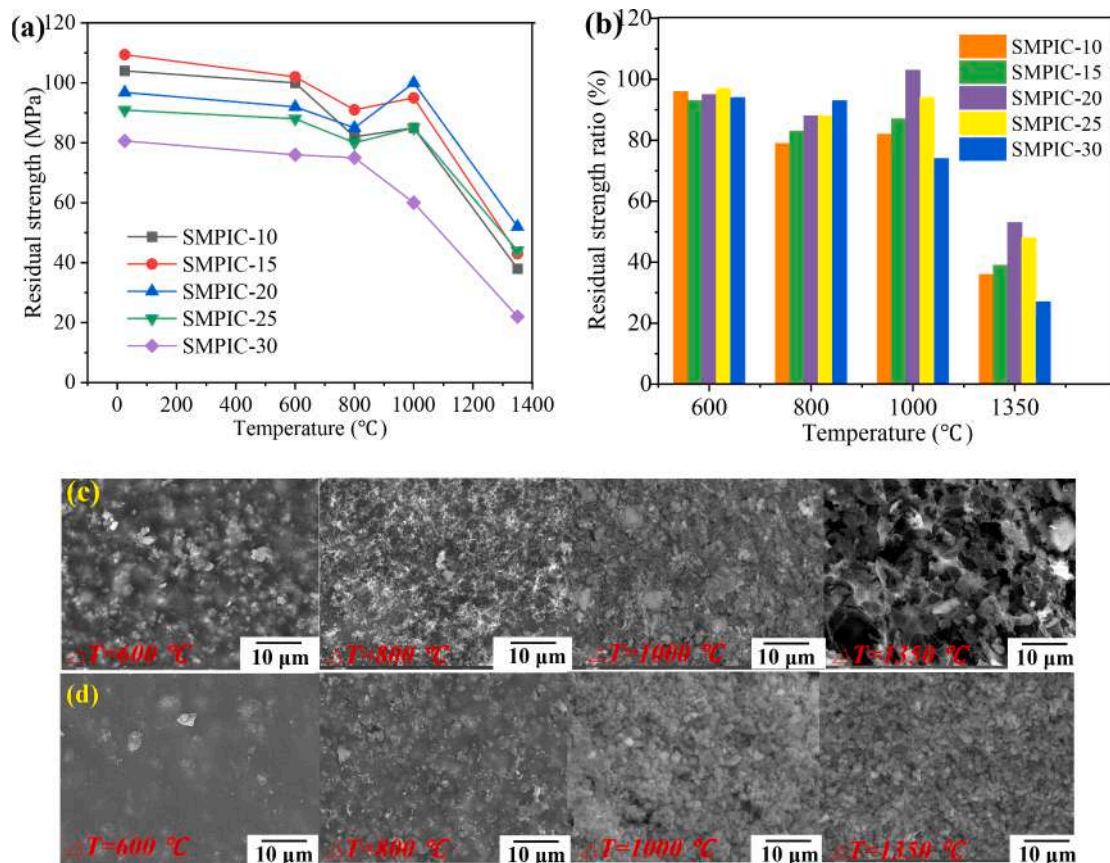 (a)
120
100
80
60
40
20
0
Residual strength (MPa)
SMPIC-10
SMPIC-15
SMPIC-20
SMPIC-25
SMPIC-30
0 200 400 600 800 1000 1200 1400
Temperature (℃)
(b)
120
100
80
60
40
20
0
Residual strength ratio (%)
SMPIC-10
SMPIC-15
SMPIC-20
SMPIC-25
SMPIC-30
600 800 1000 1350
Temperature (℃)
(c)
△T=600 ℃ 10 μm
△T=800 ℃ 10 μm
△T=1000 ℃ 10 μm
△T=1350 ℃ 10 μm
(d)
△T=600 ℃ 10 μm
△T=800 ℃ 10 μm
△T=1000 ℃ 10 μm
△T=1350 ℃ 10 μm